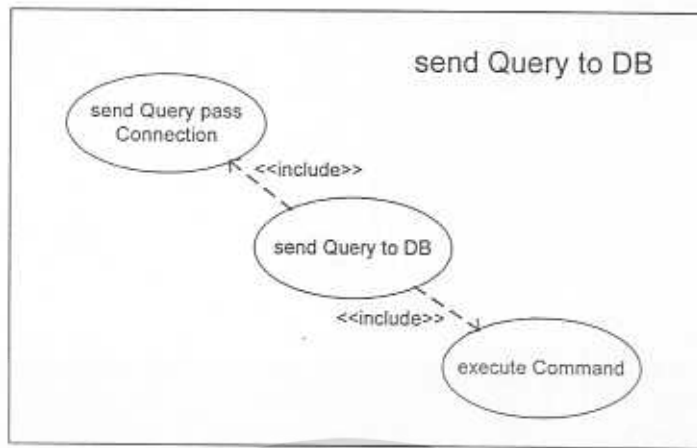 send Query to DB
send Query pass
Connection
<<include>>
send Query to DB
<<include>>
execute Command